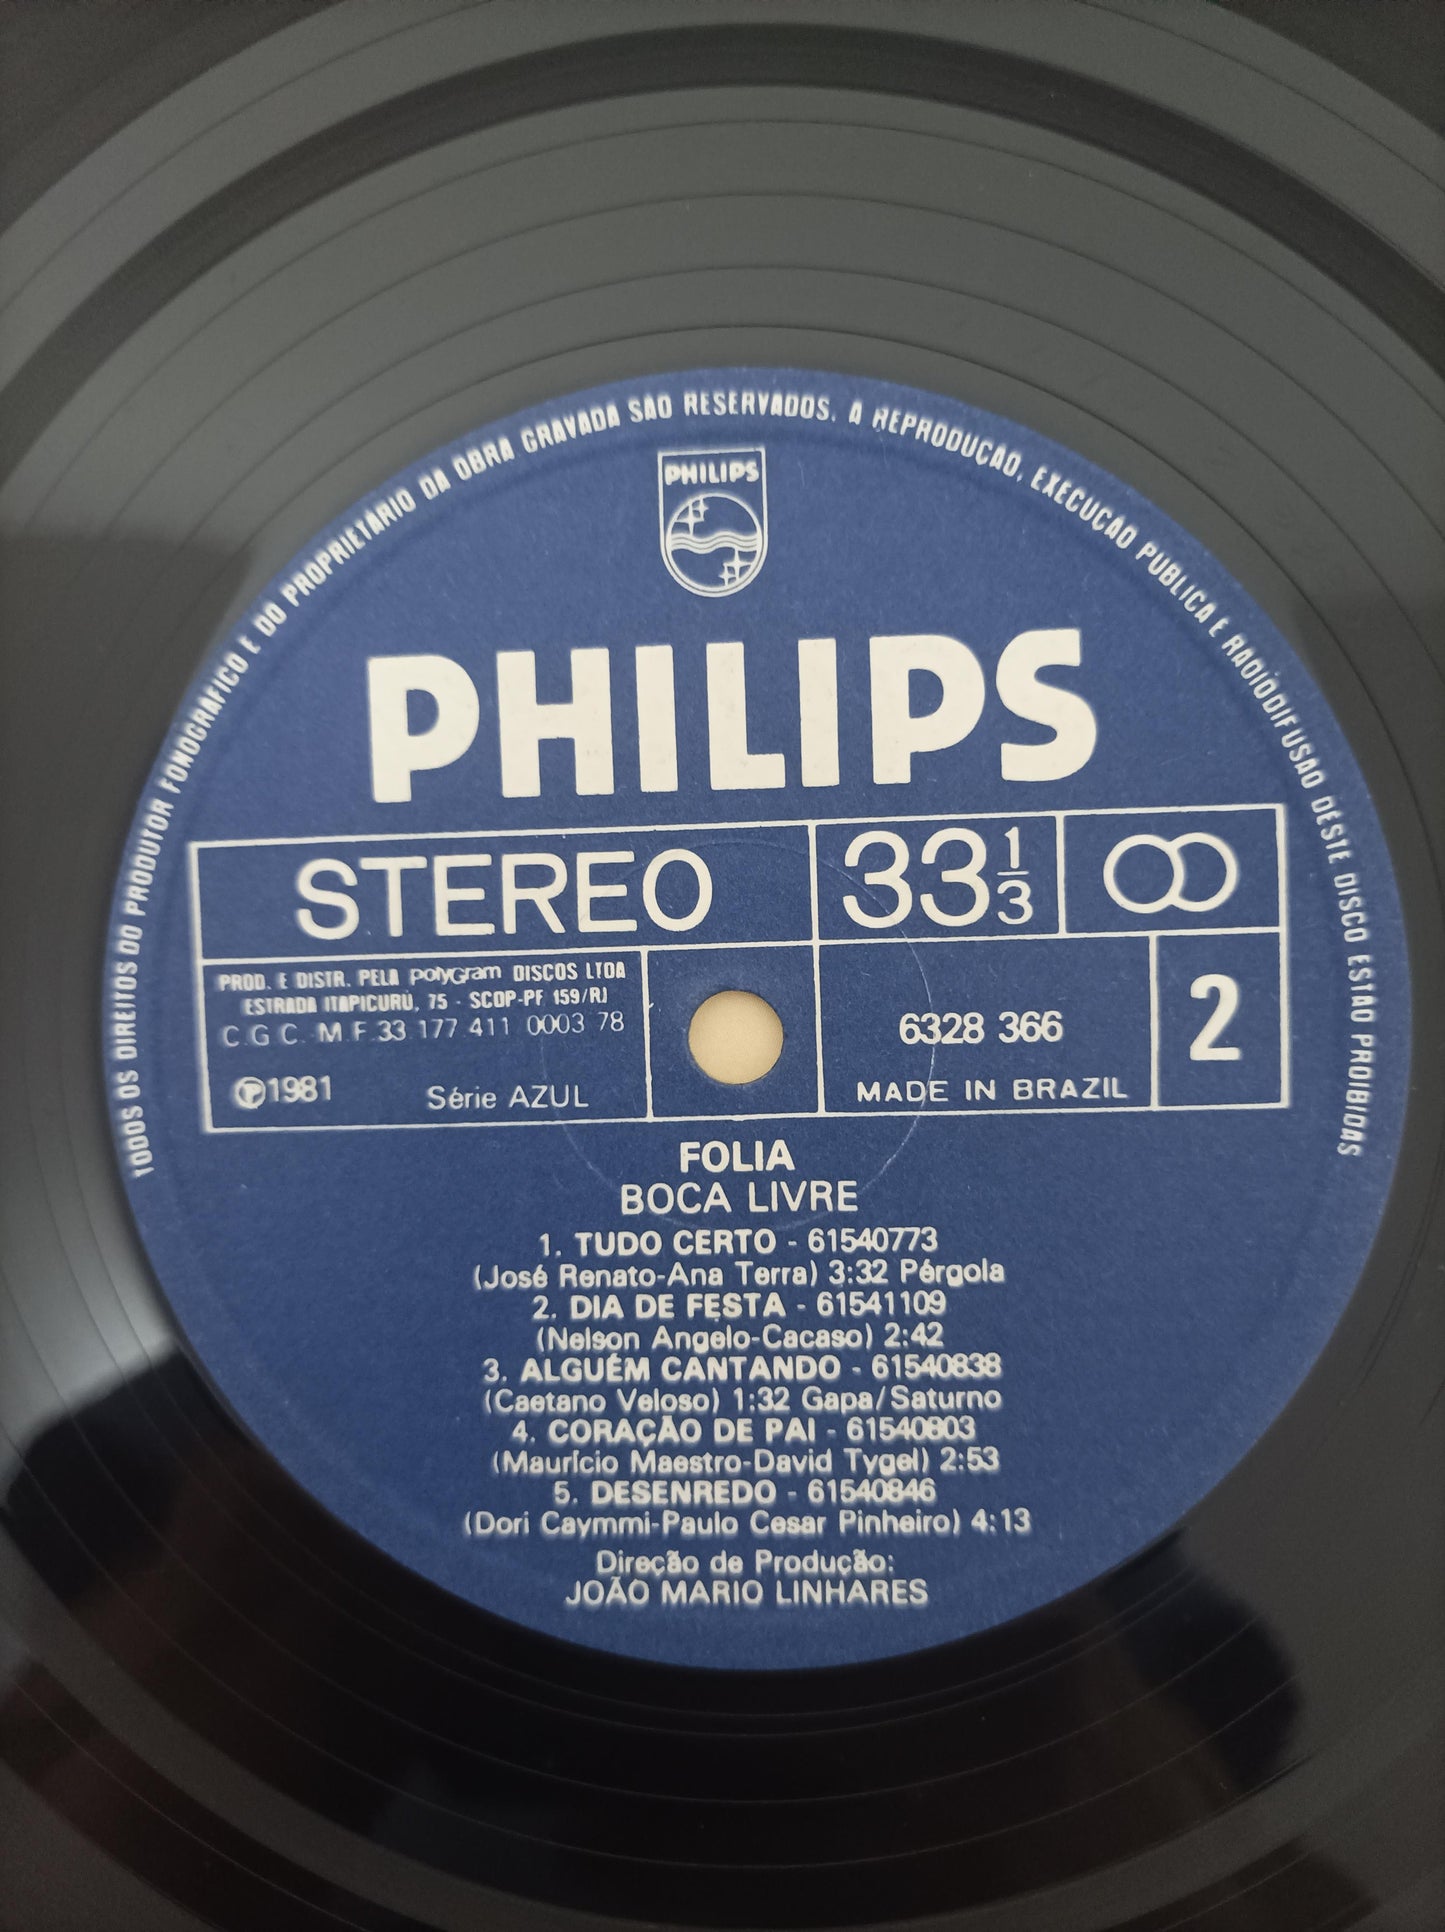 TODOS OS DIREITOS DO PRODUTOR FONOGRÁFICO E DO PROPRIETÁRIO DA OBRA GRAVADA SÃO RESERVADOS. A REPRODUÇÃO, EXECUÇÃO PÚBLICA E RADIODIFUSÃO DESTE DISCO ESTÃO PROIBIDAS
PHILIPS
PHILIPS
STEREO
33 1/3
PROD. E DISTR. PELA polyGram DISCOS LTDA
ESTRADA ITAPICURU, 75 - SCDP-PF 159/RJ
C.G.C. M.F. 33 177 411 0003 78
℗1981 Série AZUL
6328 366
MADE IN BRAZIL
2
FOLIA
BOCA LIVRE
1. TUDO CERTO - 61540773
(José Renato-Ana Terra) 3:32 Pérgola
2. DIA DE FESTA - 61541109
(Nelson Angelo-Cacaso) 2:42
3. ALGUÉM CANTANDO - 61540838
(Caetano Veloso) 1:32 Gapa/Saturno
4. CORAÇÃO DE PAI - 61540803
(Maurício Maestro-David Tygel) 2:53
5. DESENREDO - 61540846
(Dori Caymmi-Paulo Cesar Pinheiro) 4:13
Direção de Produção:
JOÃO MARIO LINHARES